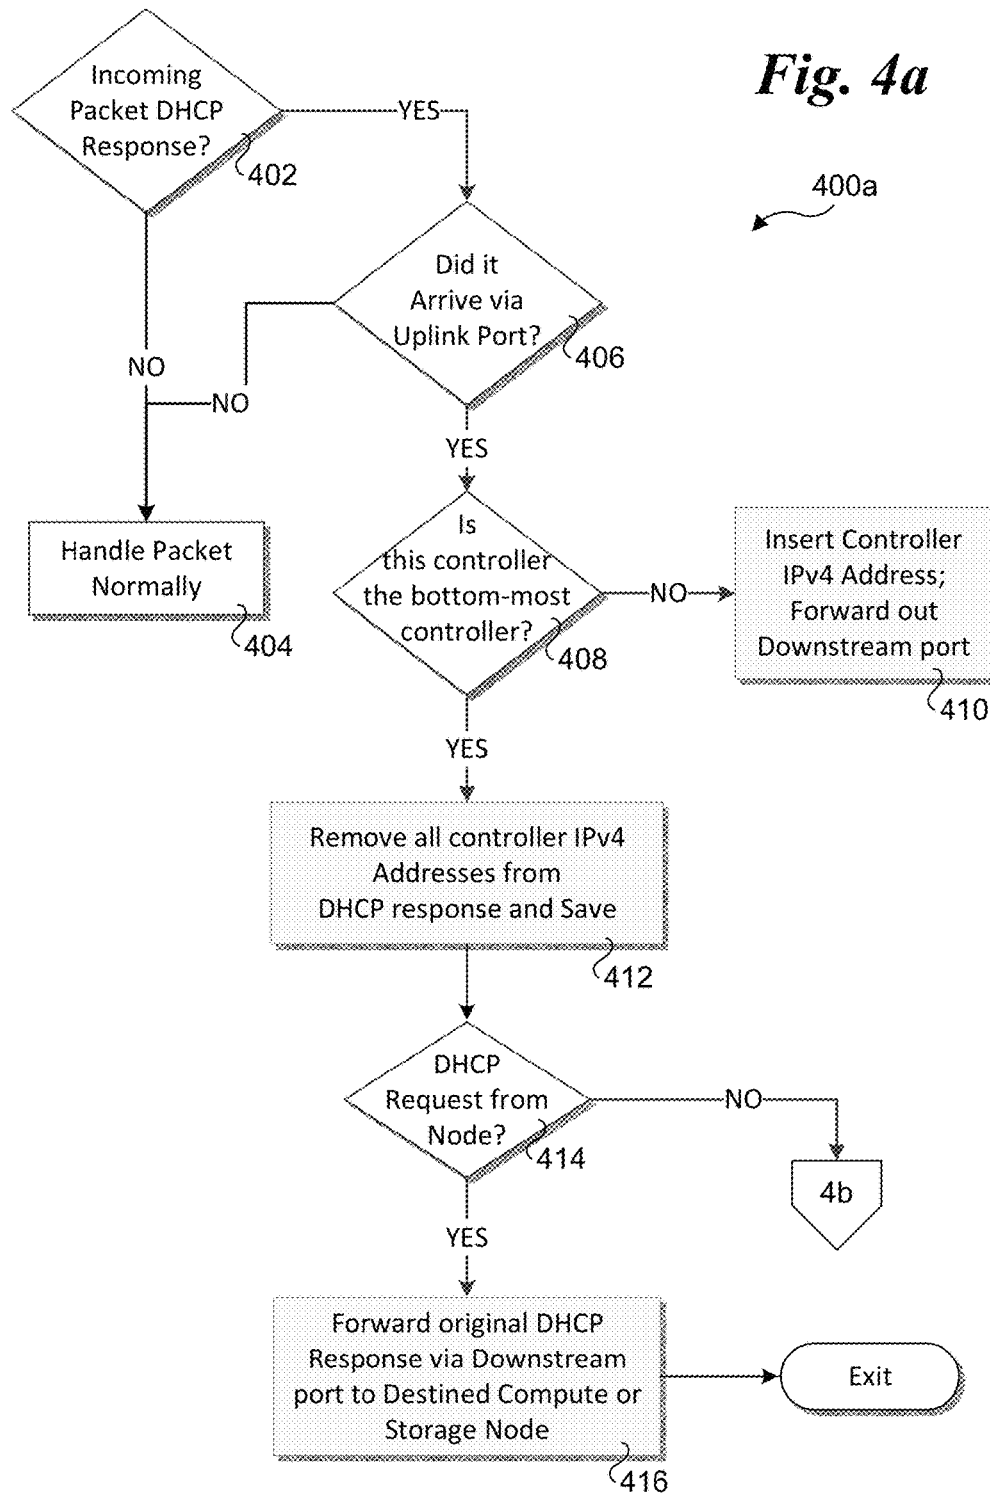 Fig. 4a
400a
Incoming
Packet DHCP
Response?
402
YES
NO
Did it
Arrive via
Uplink Port?
406
NO
YES
Handle Packet
Normally
404
Is
this controller
the bottom-most
controller?
408
NO
Insert Controller
IPv4 Address;
Forward out
Downstream port
410
YES
Remove all controller IPv4
Addresses from
DHCP response and Save
412
DHCP
Request from
Node?
414
NO
4b
YES
Forward original DHCP
Response via Downstream
port to Destined Compute or
Storage Node
416
Exit